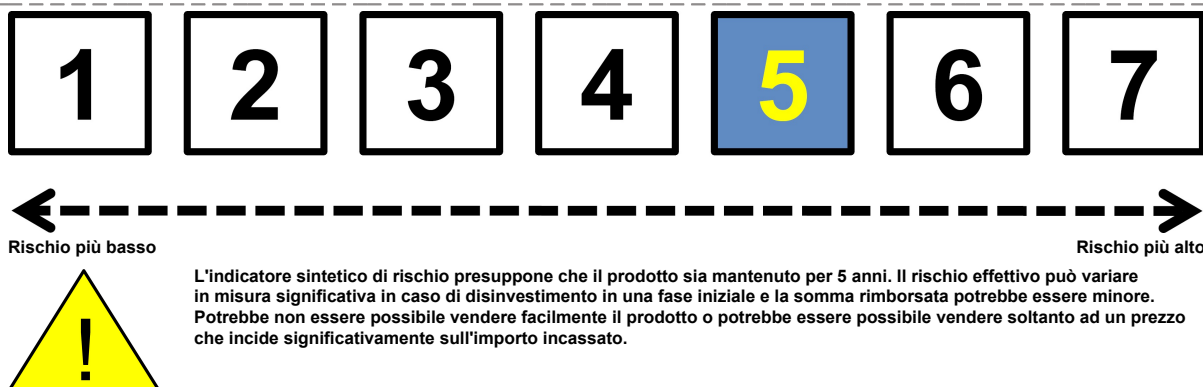 1 2 3 4 5 6 7
Rischio più basso Rischio più alto
L'indicatore sintetico di rischio presuppone che il prodotto sia mantenuto per 5 anni. Il rischio effettivo può variare
in misura significativa in caso di disinvestimento in una fase iniziale e la somma rimborsata potrebbe essere minore.
Potrebbe non essere possibile vendere facilmente il prodotto o potrebbe essere possibile vendere soltanto ad un prezzo
che incide significativamente sull'importo incassato.
!